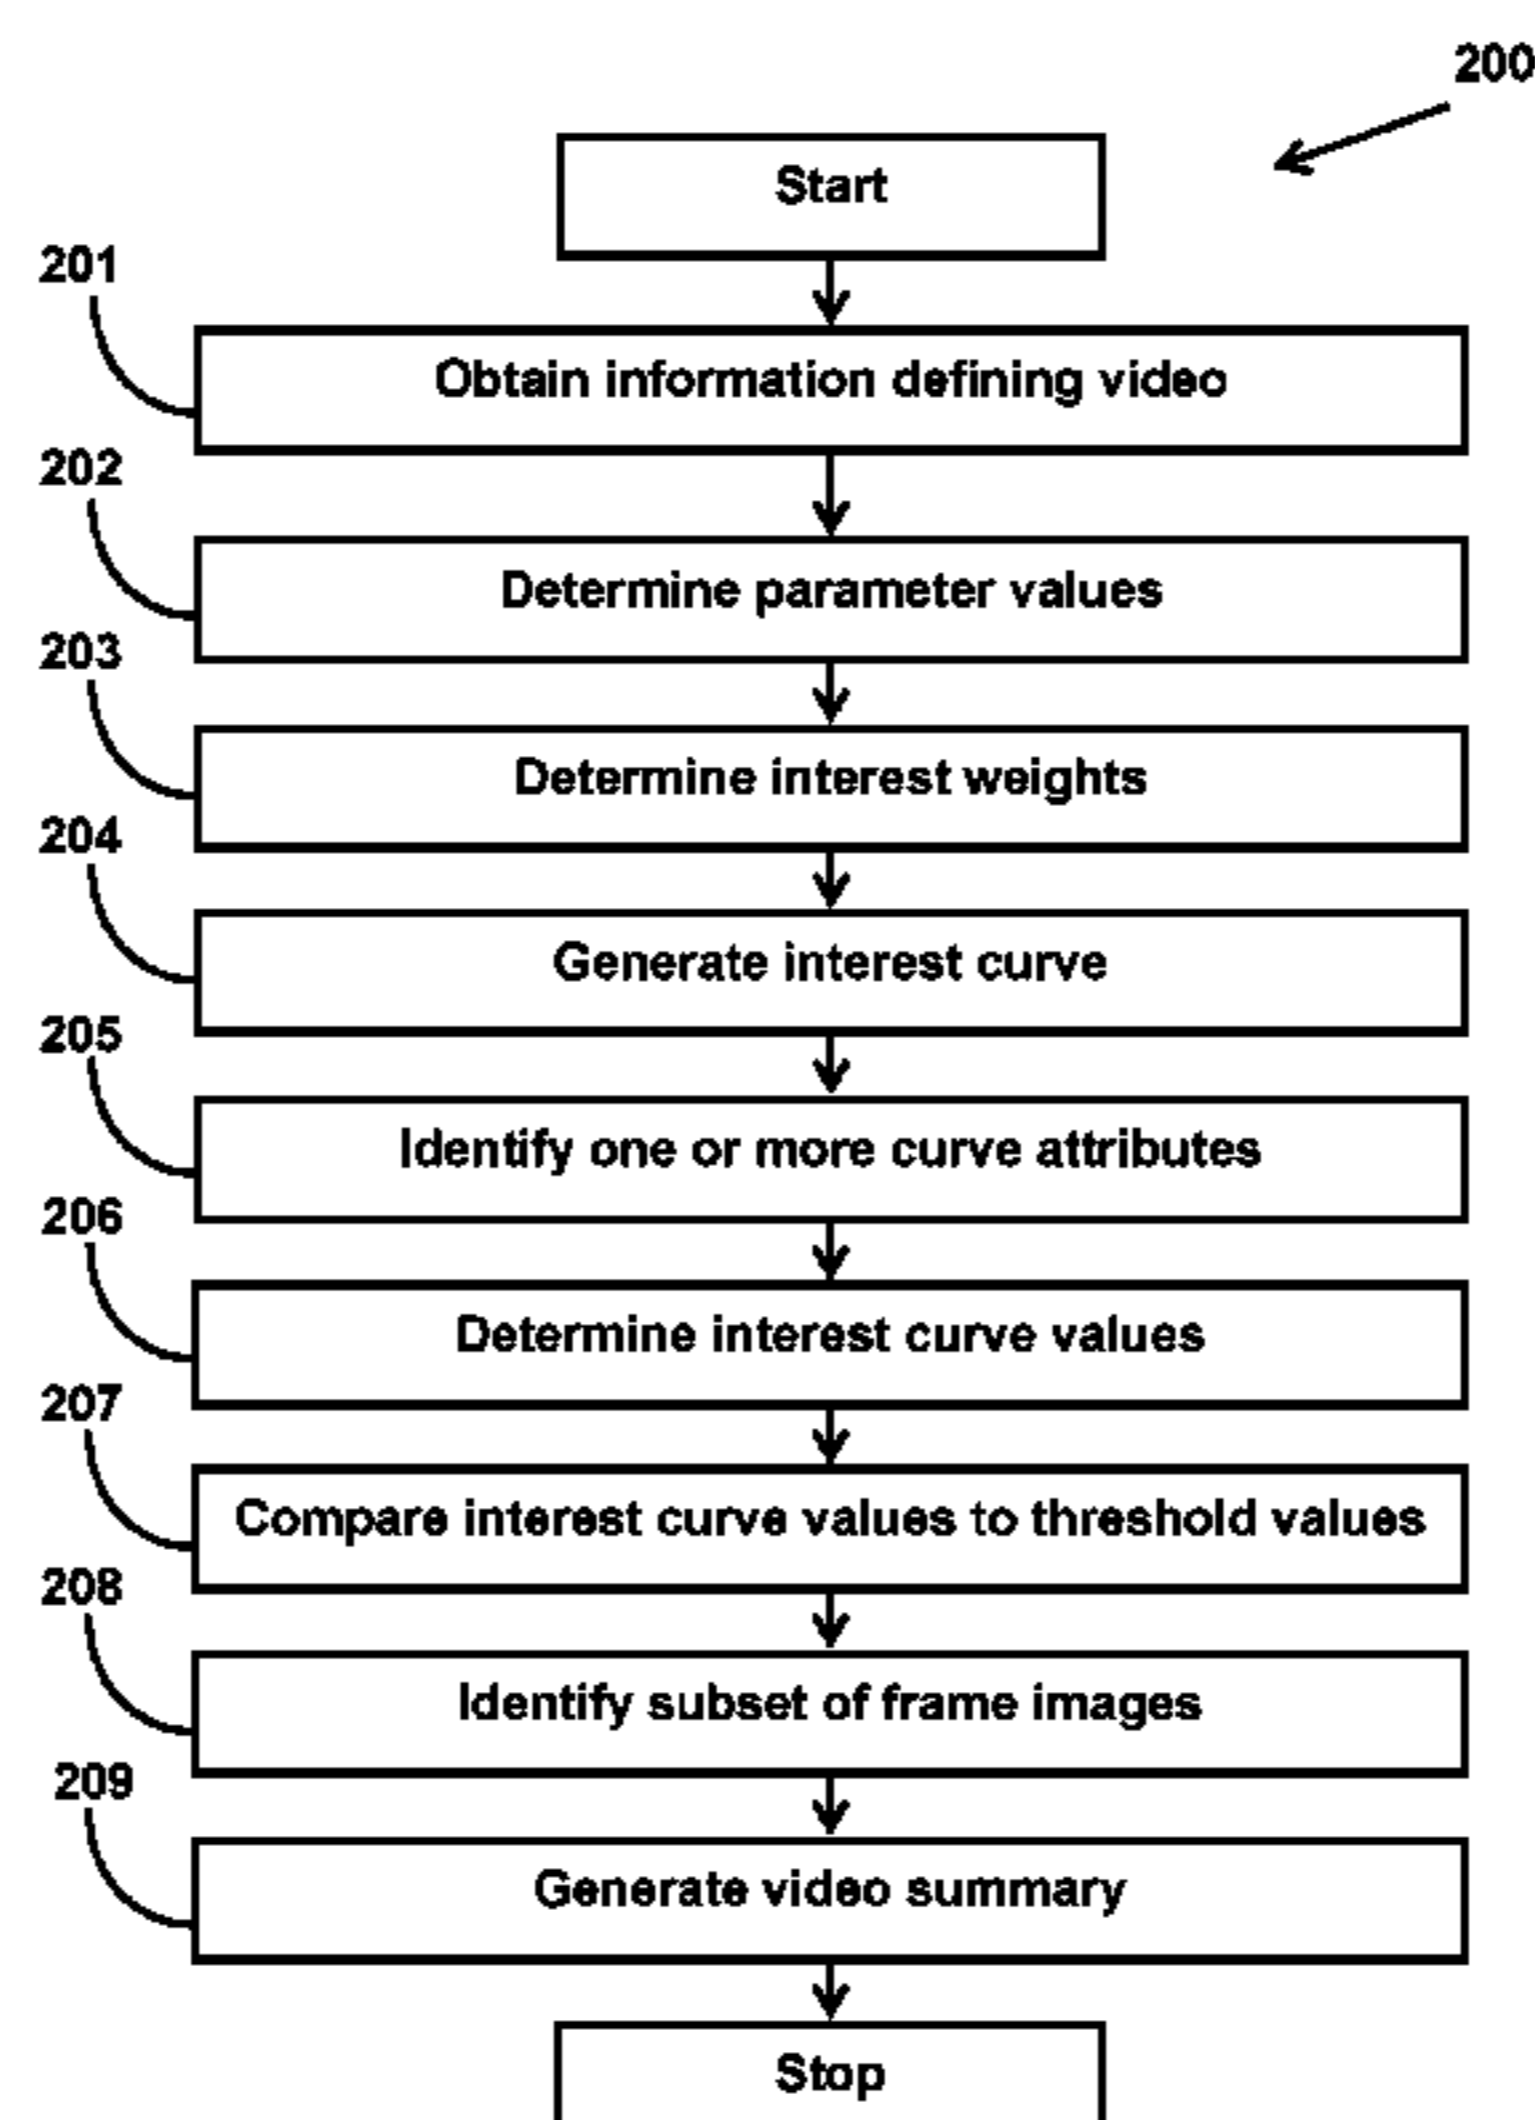 200
Start
201
Obtain information defining video
202
Determine parameter values
203
Determine interest weights
204
Generate interest curve
205
Identify one or more curve attributes
206
Determine interest curve values
207
Compare interest curve values to threshold values
208
Identify subset of frame images
209
Generate video summary
Stop